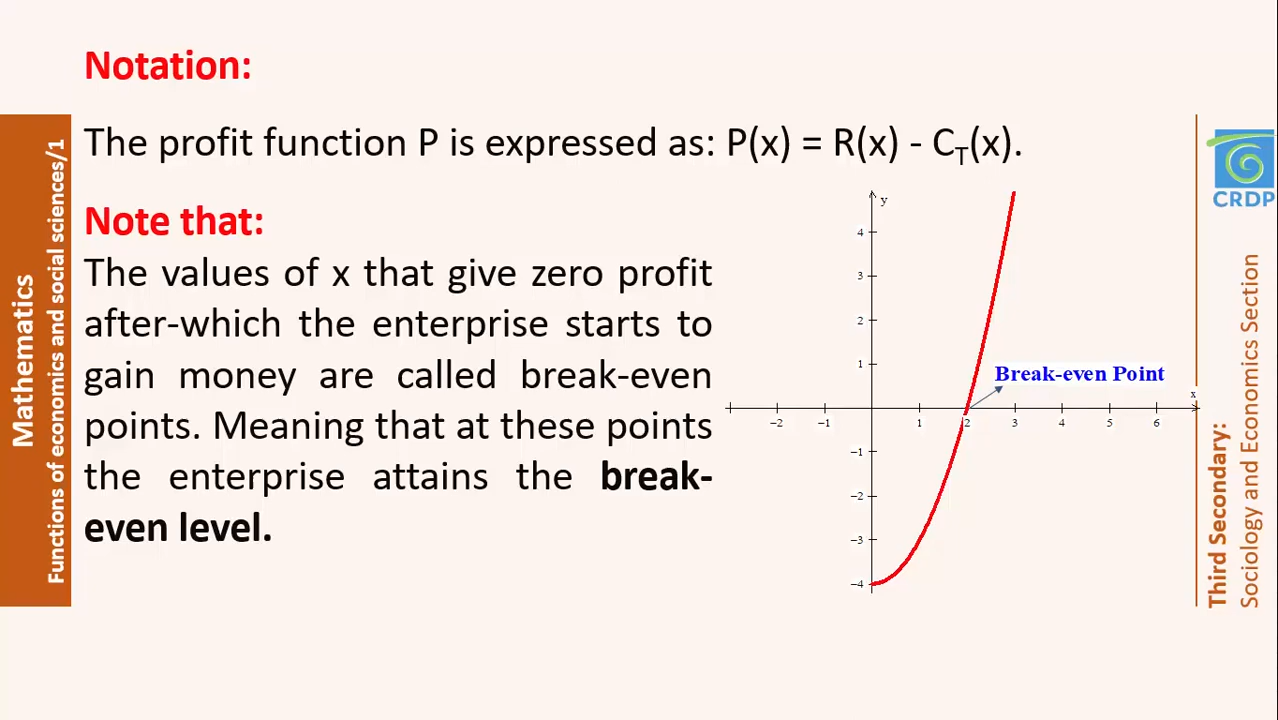 Notation:
The profit function P is expressed as: P(x) = R(x) - C_T(x).
Note that:
The values of x that give zero profit
after-which the enterprise starts to
gain money are called break-even
points. Meaning that at these points
the enterprise attains the break-
even level.
y
4
3
2
1
Break-even Point
x
−2
−1
1
2
3
4
5
6
−1
−2
−3
−4
Mathematics
Functions of economics and social sciences/1
CRDP
Third Secondary:
Sociology and Economics Section